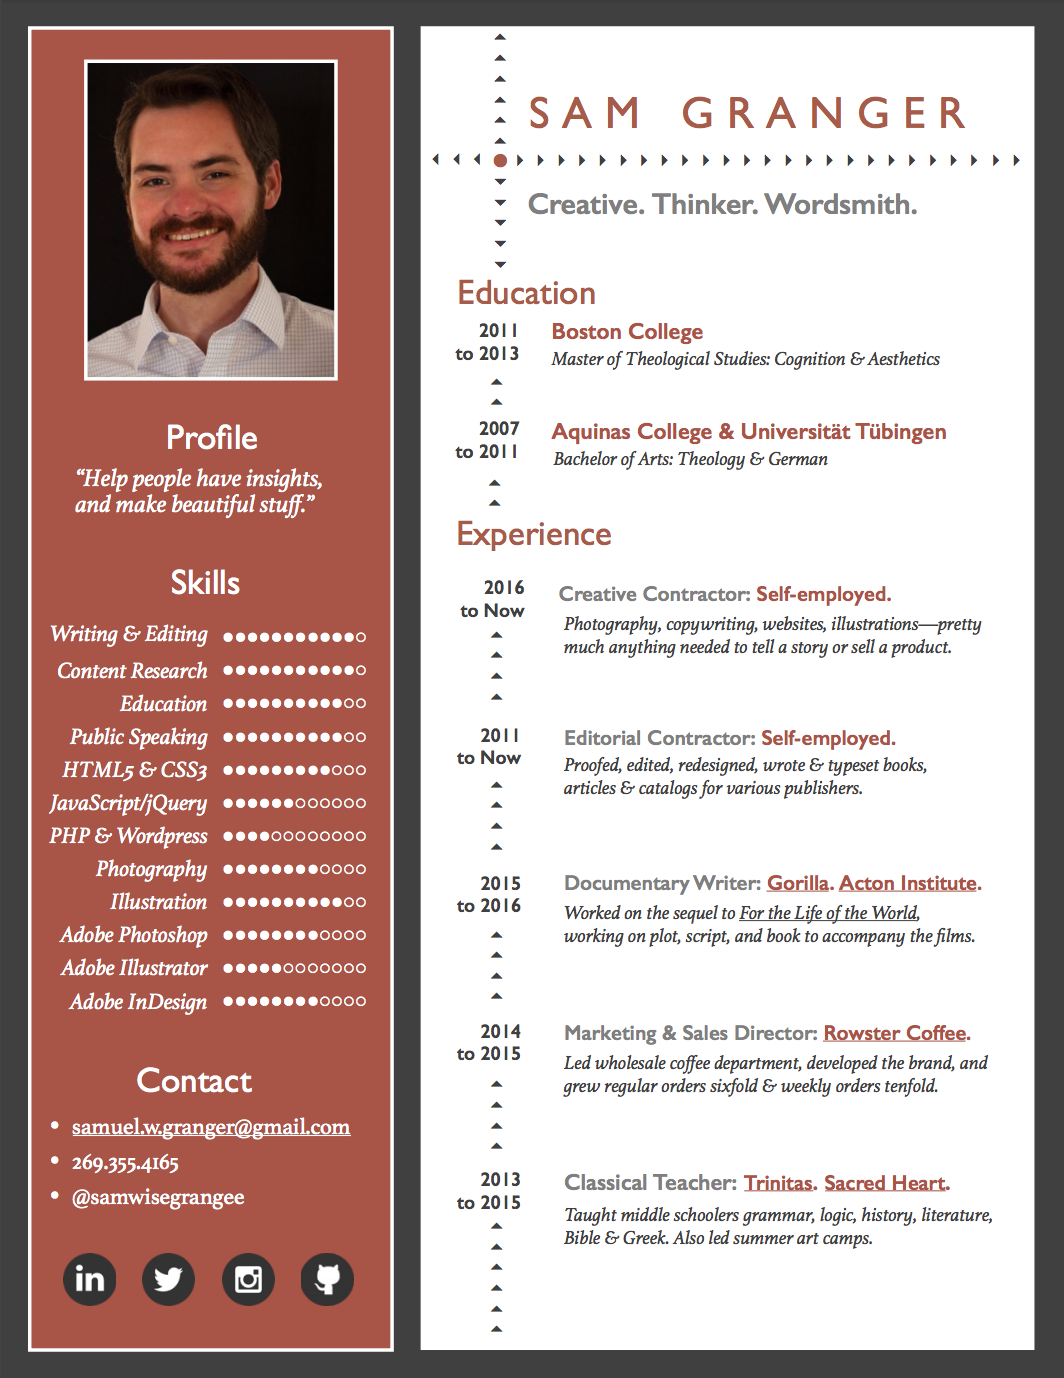 Profile
“Help people have insights,
and make beautiful stuff.”
Skills
Writing & Editing
Content Research
Education
Public Speaking
HTML5 & CSS3
JavaScript/jQuery
PHP & Wordpress
Photography
Illustration
Adobe Photoshop
Adobe Illustrator
Adobe InDesign
Contact
• samuel.w.granger@gmail.com
• 269.355.4165
• @samwisegrangee
in
SAM GRANGER
Creative. Thinker. Wordsmith.
Education
2011
to 2013
Boston College
Master of Theological Studies: Cognition & Aesthetics
2007
to 2011
Aquinas College & Universität Tübingen
Bachelor of Arts: Theology & German
Experience
2016
to Now
Creative Contractor: Self-employed.
Photography, copywriting, websites, illustrations—pretty
much anything needed to tell a story or sell a product.
2011
to Now
Editorial Contractor: Self-employed.
Proofed, edited, redesigned, wrote & typeset books,
articles & catalogs for various publishers.
2015
to 2016
Documentary Writer: Gorilla. Acton Institute.
Worked on the sequel to For the Life of the World,
working on plot, script, and book to accompany the films.
2014
to 2015
Marketing & Sales Director: Rowster Coffee.
Led wholesale coffee department, developed the brand, and
grew regular orders sixfold & weekly orders tenfold.
2013
to 2015
Classical Teacher: Trinitas. Sacred Heart.
Taught middle schoolers grammar, logic, history, literature,
Bible & Greek. Also led summer art camps.